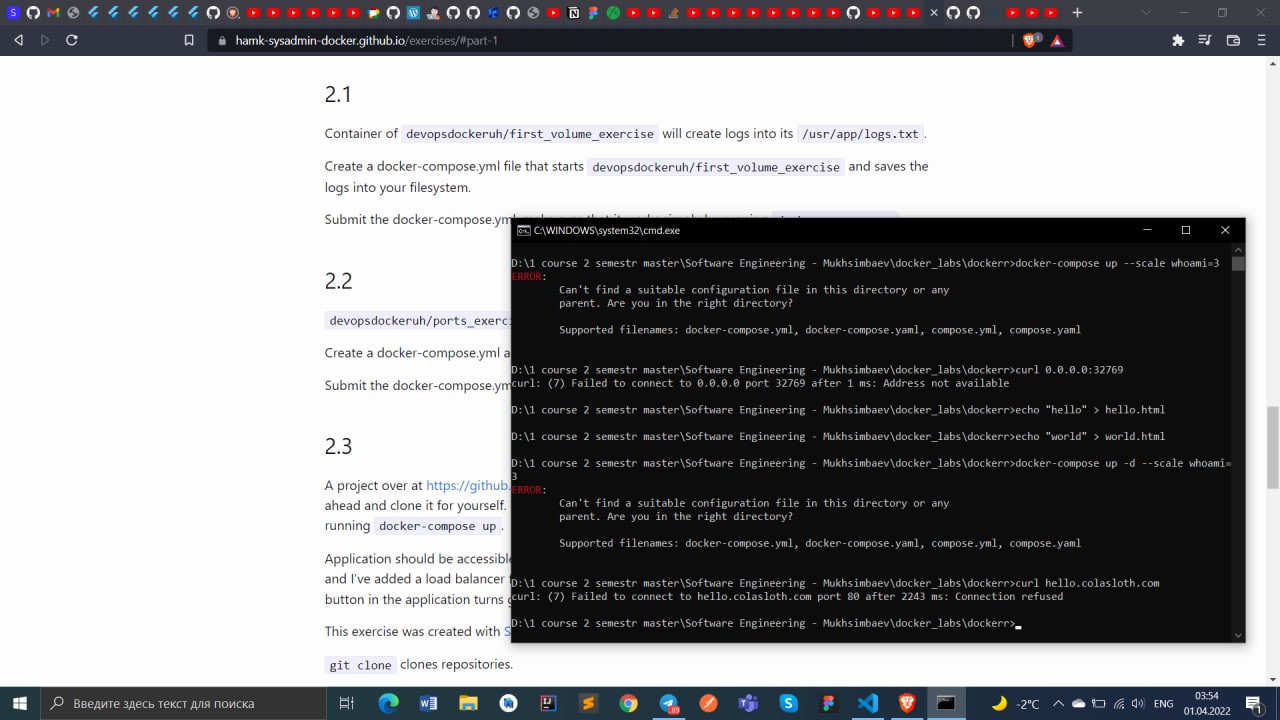 hamk-sysadmin-docker.github.io/exercises/#part-1
2.1
Container of devopsdockeruh/first_volume_exercise will create logs into its /usr/app/logs.txt .
Create a docker-compose.yml file that starts devopsdockeruh/first_volume_exercise and saves the
logs into your filesystem.
Submit the docker-compose.yml
2.2
devopsdockeruh/ports_exerci
Create a docker-compose.yml a
Submit the docker-compose.ym
2.3
A project over at https://github.
ahead and clone it for yourself.
running docker-compose up .
Application should be accessible
and I've added a load balancer
button in the application turns g
This exercise was created with S
git clone clones repositories.
C:\WINDOWS\system32\cmd.exe
D:\1 course 2 semestr master\Software Engineering - Mukhsimbaev\docker_labs\dockerr>docker-compose up --scale whoami=3
ERROR:
Can't find a suitable configuration file in this directory or any
parent. Are you in the right directory?
Supported filenames: docker-compose.yml, docker-compose.yaml, compose.yml, compose.yaml
D:\1 course 2 semestr master\Software Engineering - Mukhsimbaev\docker_labs\dockerr>curl 0.0.0.0:32769
curl: (7) Failed to connect to 0.0.0.0 port 32769 after 1 ms: Address not available
D:\1 course 2 semestr master\Software Engineering - Mukhsimbaev\docker_labs\dockerr>echo "hello" > hello.html
D:\1 course 2 semestr master\Software Engineering - Mukhsimbaev\docker_labs\dockerr>echo "world" > world.html
D:\1 course 2 semestr master\Software Engineering - Mukhsimbaev\docker_labs\dockerr>docker-compose up -d --scale whoami=
3
ERROR:
Can't find a suitable configuration file in this directory or any
parent. Are you in the right directory?
Supported filenames: docker-compose.yml, docker-compose.yaml, compose.yml, compose.yaml
D:\1 course 2 semestr master\Software Engineering - Mukhsimbaev\docker_labs\dockerr>curl hello.colasloth.com
curl: (7) Failed to connect to hello.colasloth.com port 80 after 2243 ms: Connection refused
D:\1 course 2 semestr master\Software Engineering - Mukhsimbaev\docker_labs\dockerr>
Введите здесь текст для поиска
89
-2°C
ENG
03:54
01.04.2022
1